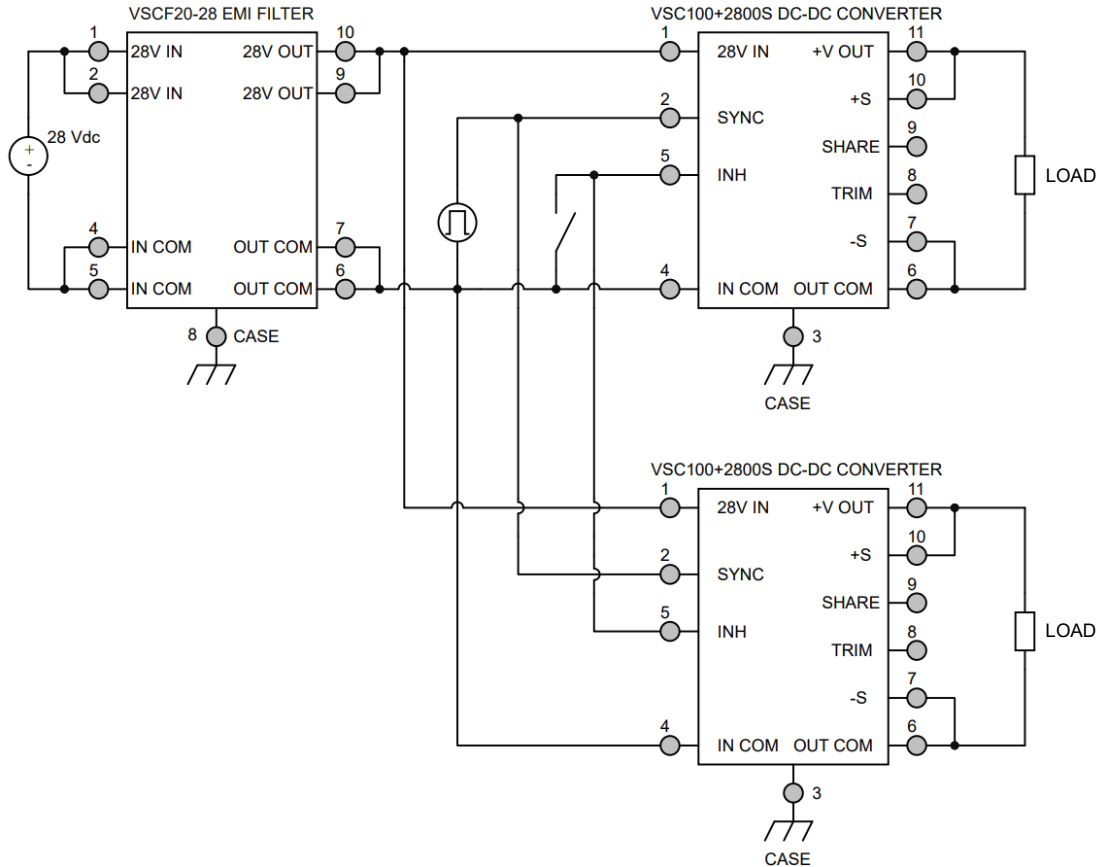 VSCF20-28 EMI FILTER
VSC100+2800S DC-DC CONVERTER
1 28V IN 28V OUT 10
2 28V IN 28V OUT 9
28 Vdc
+
-
4 IN COM OUT COM 7
5 IN COM OUT COM 6
8 CASE
1 28V IN +V OUT 11
+S 10
2 SYNC
SHARE 9
5 INH
TRIM 8
-S 7
4 IN COM OUT COM 6
LOAD
3
CASE
VSC100+2800S DC-DC CONVERTER
1 28V IN +V OUT 11
+S 10
2 SYNC
SHARE 9
5 INH
TRIM 8
-S 7
4 IN COM OUT COM 6
LOAD
3
CASE